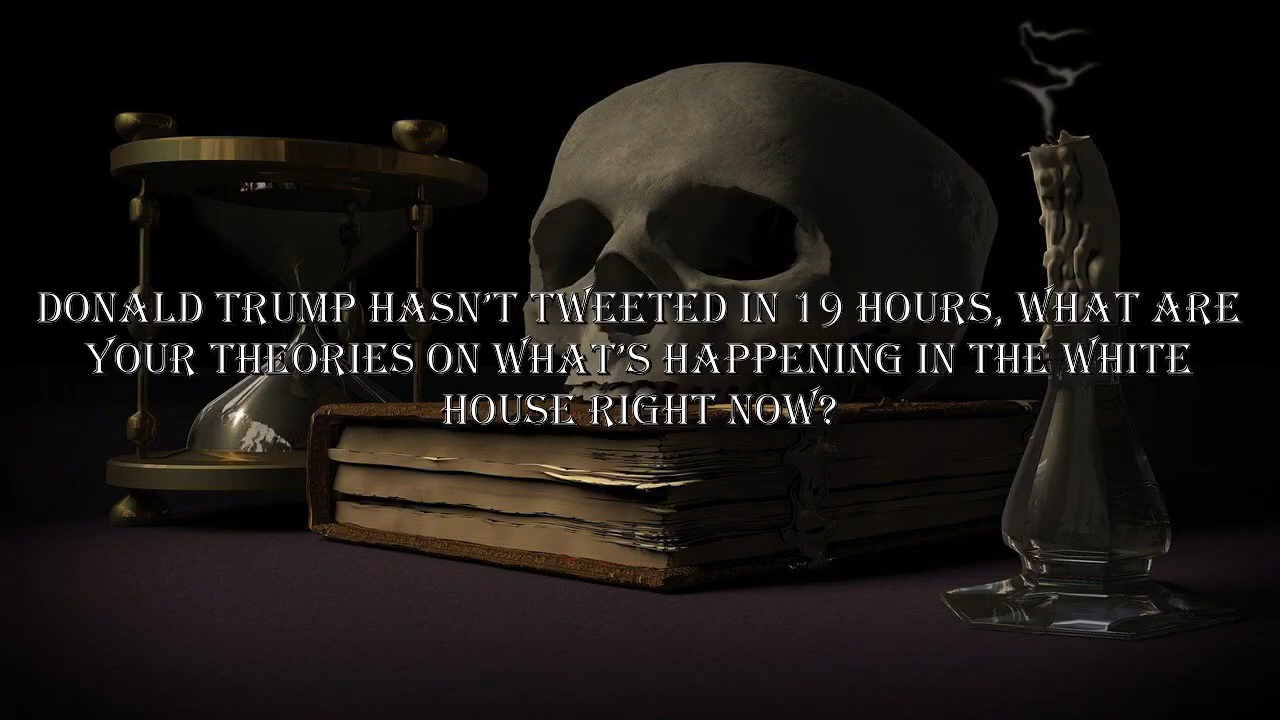 DONALD TRUMP HASN'T TWEETED IN 19 HOURS, WHAT ARE
YOUR THEORIES ON WHAT'S HAPPENING IN THE WHITE
HOUSE RIGHT NOW?